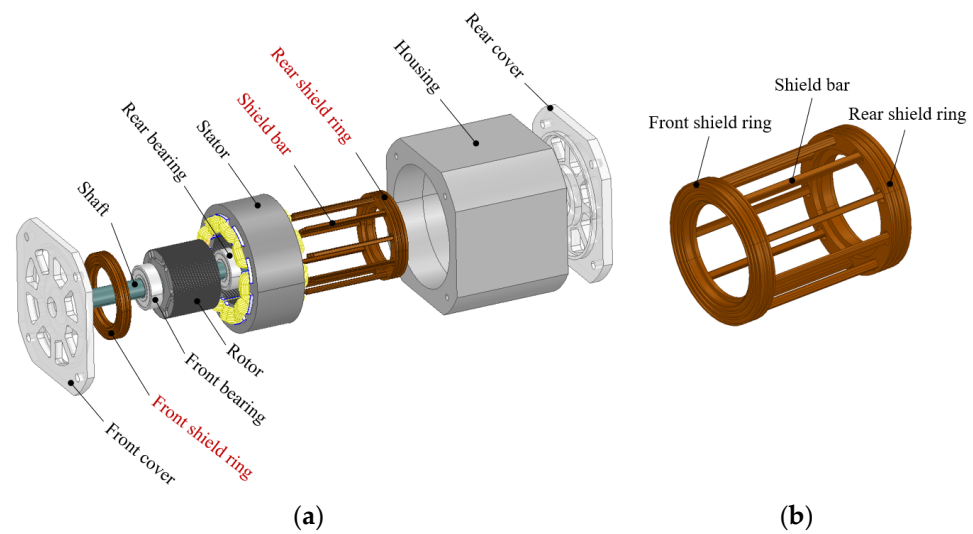 Rear cover
Housing
Rear shield ring
Shield bar
Stator
Rear bearing
Shaft
Rotor
Front bearing
Front shield ring
Front cover
(a)
Shield bar
Front shield ring
Rear shield ring
(b)